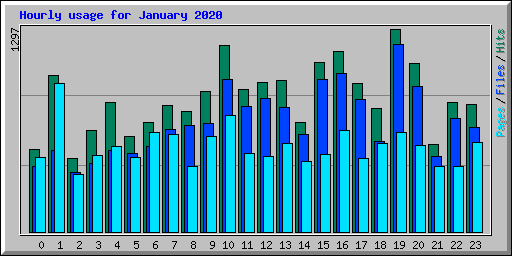 Hourly usage for January 2020
1297
Pages/Files/Hits
0 1 2 3 4 5 6 7 8 9 10 11 12 13 14 15 16 17 18 19 20 21 22 23